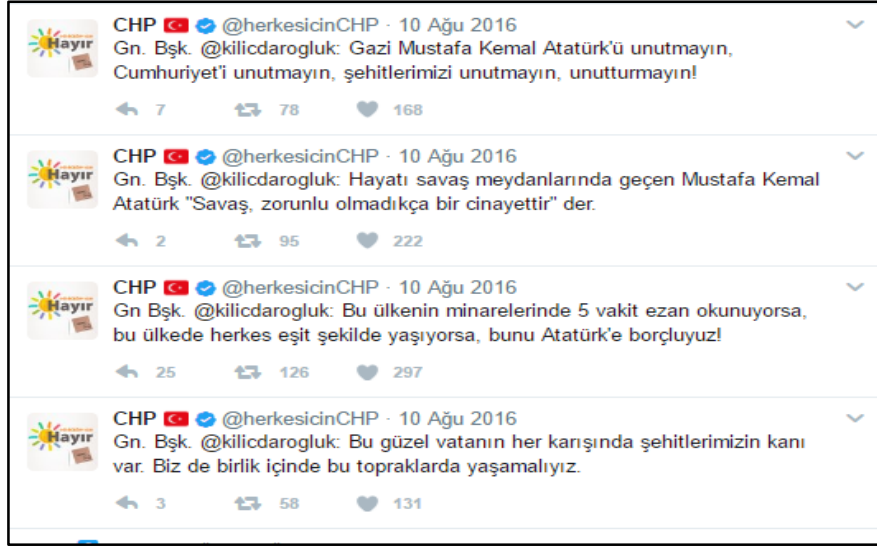 CHP @herkesicinCHP · 10 Ağu 2016
Gn. Bşk. @kilicdarogluk: Gazi Mustafa Kemal Atatürk'ü unutmayın,
Cumhuriyet'i unutmayın, şehitlerimizi unutmayın, unutturmayın!
7 78 168
Hayır
CHP @herkesicinCHP · 10 Ağu 2016
Gn. Bşk. @kilicdarogluk: Hayatı savaş meydanlarında geçen Mustafa Kemal
Atatürk "Savaş, zorunlu olmadıkça bir cinayettir" der.
2 95 222
Hayır
CHP @herkesicinCHP · 10 Ağu 2016
Gn Bşk. @kilicdarogluk: Bu ülkenin minarelerinde 5 vakit ezan okunuyorsa,
bu ülkede herkes eşit şekilde yaşıyorsa, bunu Atatürk'e borçluyuz!
25 126 297
Hayır
CHP @herkesicinCHP · 10 Ağu 2016
Gn. Bşk. @kilicdarogluk: Bu güzel vatanın her karışında şehitlerimizin kanı
var. Biz de birlik içinde bu topraklarda yaşamalıyız.
3 58 131
Hayır